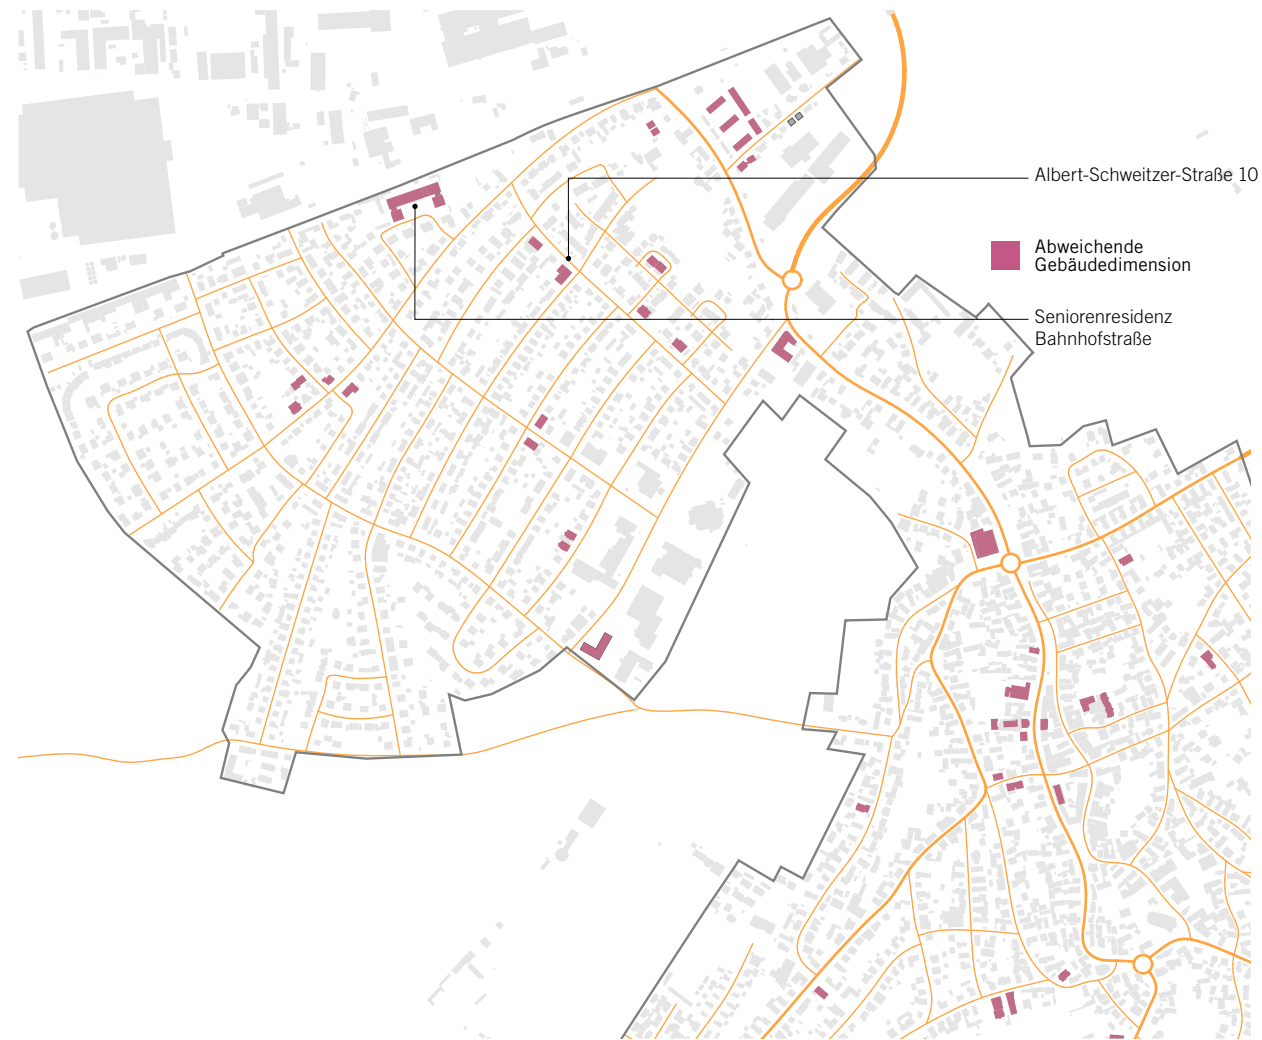 Albert-Schweitzer-Straße 10
Abweichende
Gebäudedimension
Seniorenresidenz
Bahnhofstraße